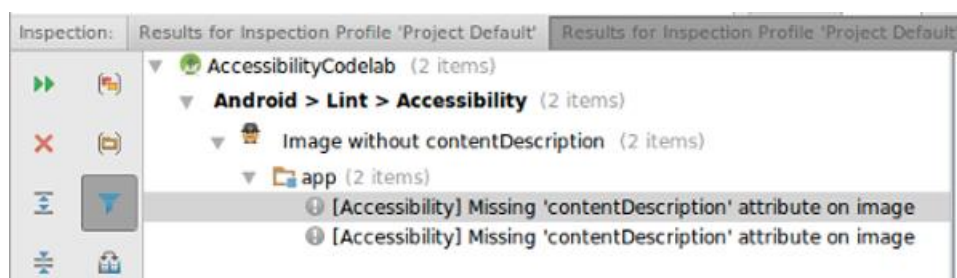 Inspection: Results for Inspection Profile 'Project Default' Results for Inspection Profile 'Project Default
AccessibilityCodelab (2 items)
Android > Lint > Accessibility (2 items)
Image without contentDescription (2 items)
app (2 items)
[Accessibility] Missing 'contentDescription' attribute on image
[Accessibility] Missing 'contentDescription' attribute on image